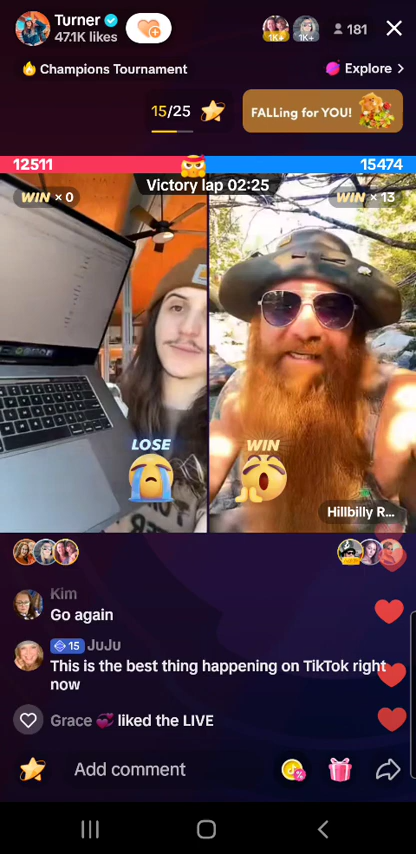 Turner
47.1K likes
1K+
1K+
181
Champions Tournament
Explore >
15/25
FALLing for YOU!
12511
15474
Victory lap 02:25
WIN × 0
WIN × 13
LOSE
WIN
Hillbilly R...
Kim
Go again
15 JuJu
This is the best thing happening on TikTok right
now
Grace liked the LIVE
Add comment